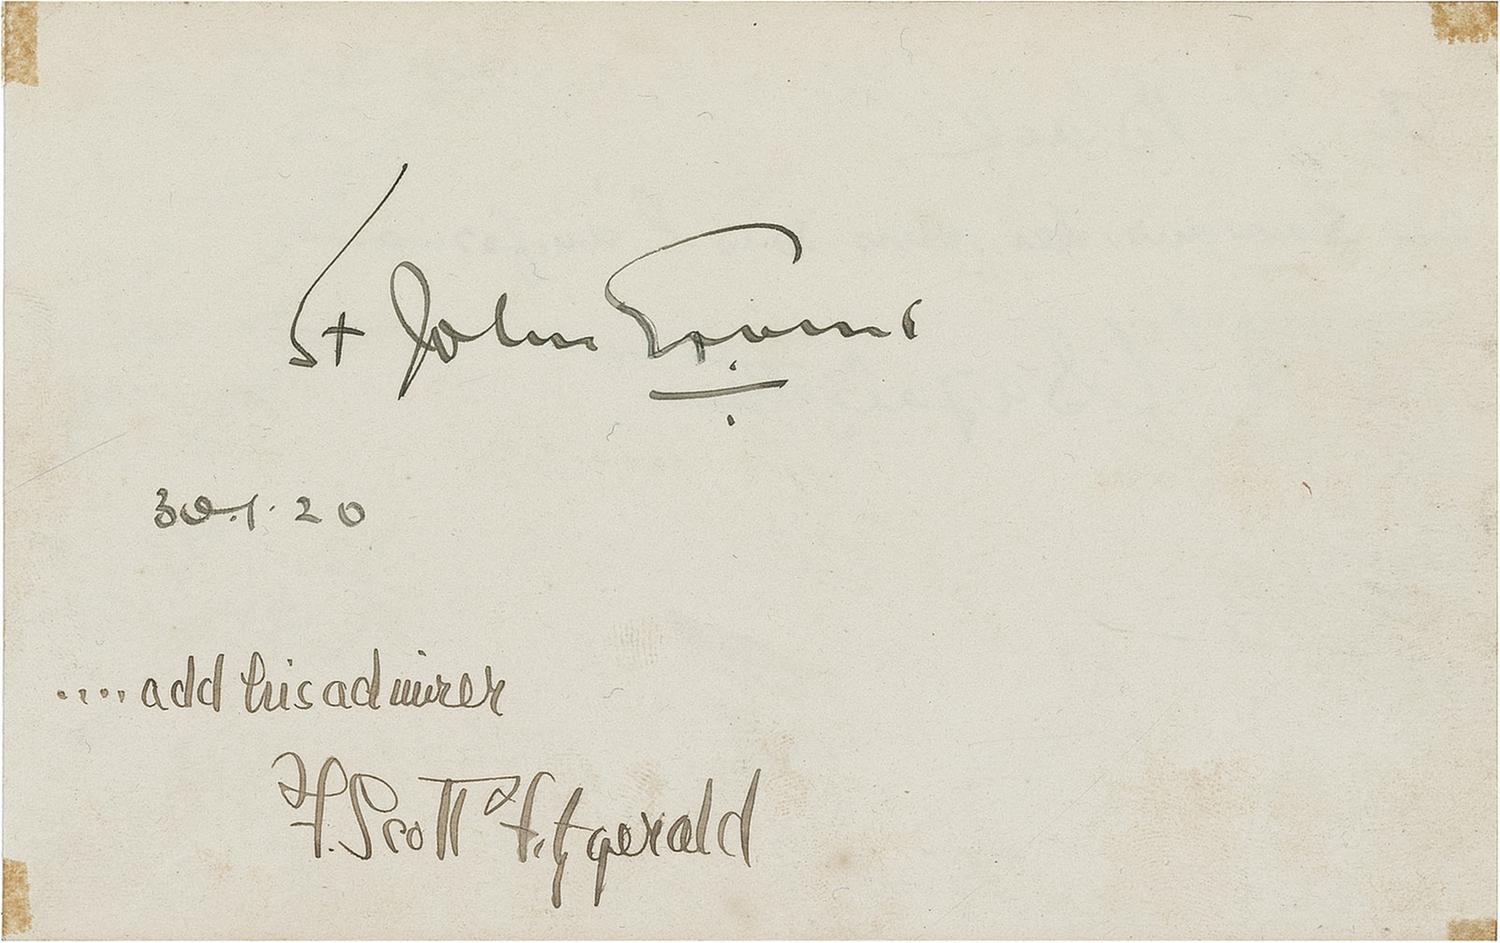 St John Ervine
30.1.20
.... add his admirer
F. Scott Fitzgerald